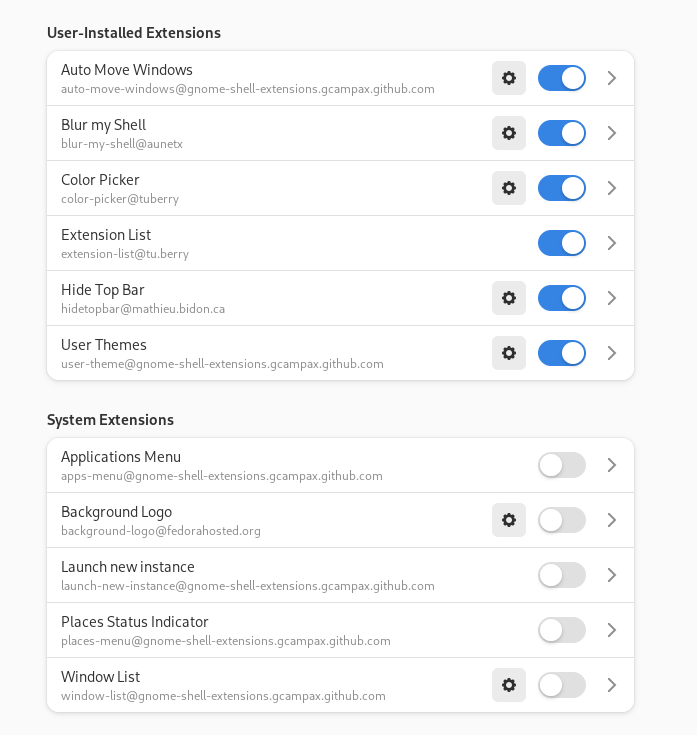 User-Installed Extensions
Auto Move Windows
auto-move-windows@gnome-shell-extensions.gcampax.github.com
Blur my Shell
blur-my-shell@aunetx
Color Picker
color-picker@tuberry
Extension List
extension-list@tu.berry
Hide Top Bar
hidetopbar@mathieu.bidon.ca
User Themes
user-theme@gnome-shell-extensions.gcampax.github.com
System Extensions
Applications Menu
apps-menu@gnome-shell-extensions.gcampax.github.com
Background Logo
background-logo@fedorahosted.org
Launch new instance
launch-new-instance@gnome-shell-extensions.gcampax.github.com
Places Status Indicator
places-menu@gnome-shell-extensions.gcampax.github.com
Window List
window-list@gnome-shell-extensions.gcampax.github.com